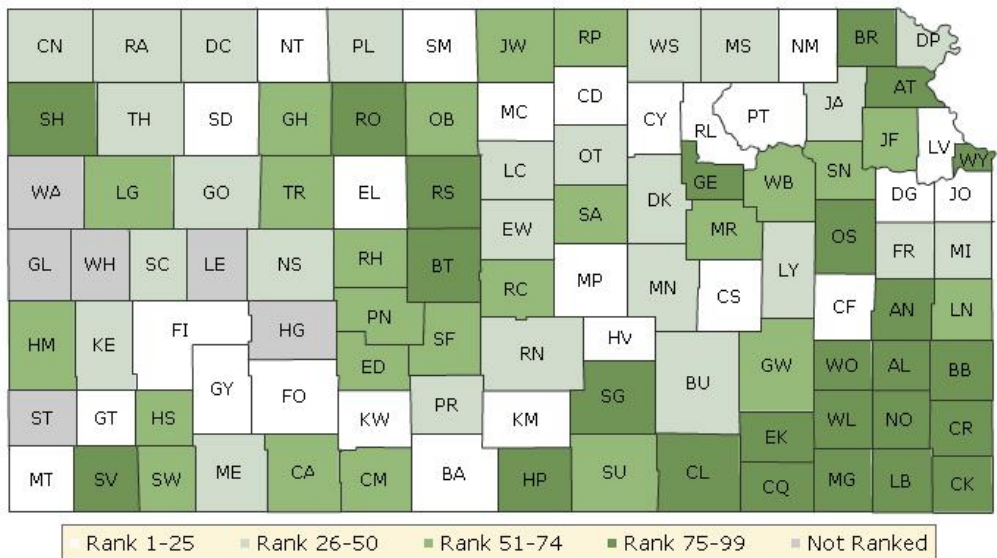 CN RA DC NT PL SM JW RP WS MS NM BR DP
SH TH SD GH RO OB MC CD CY RL PT JA AT
WA LG GO TR EL RS LC OT DK GE WB SN JF LV WY
GL WH SC LE NS RH BT EW SA MR LY OS DG JO
HM KE FI HG PN SF RC MP MN CS CF FR MI
ST GT GY FO ED RN HV BU GW AN LN
HS KW PR KM SG WO AL BB
MT SV SW ME CA CM BA HP SU CL EK WL NO CR
CQ MG LB CK
Rank 1-25 Rank 26-50 Rank 51-74 Rank 75-99 Not Ranked